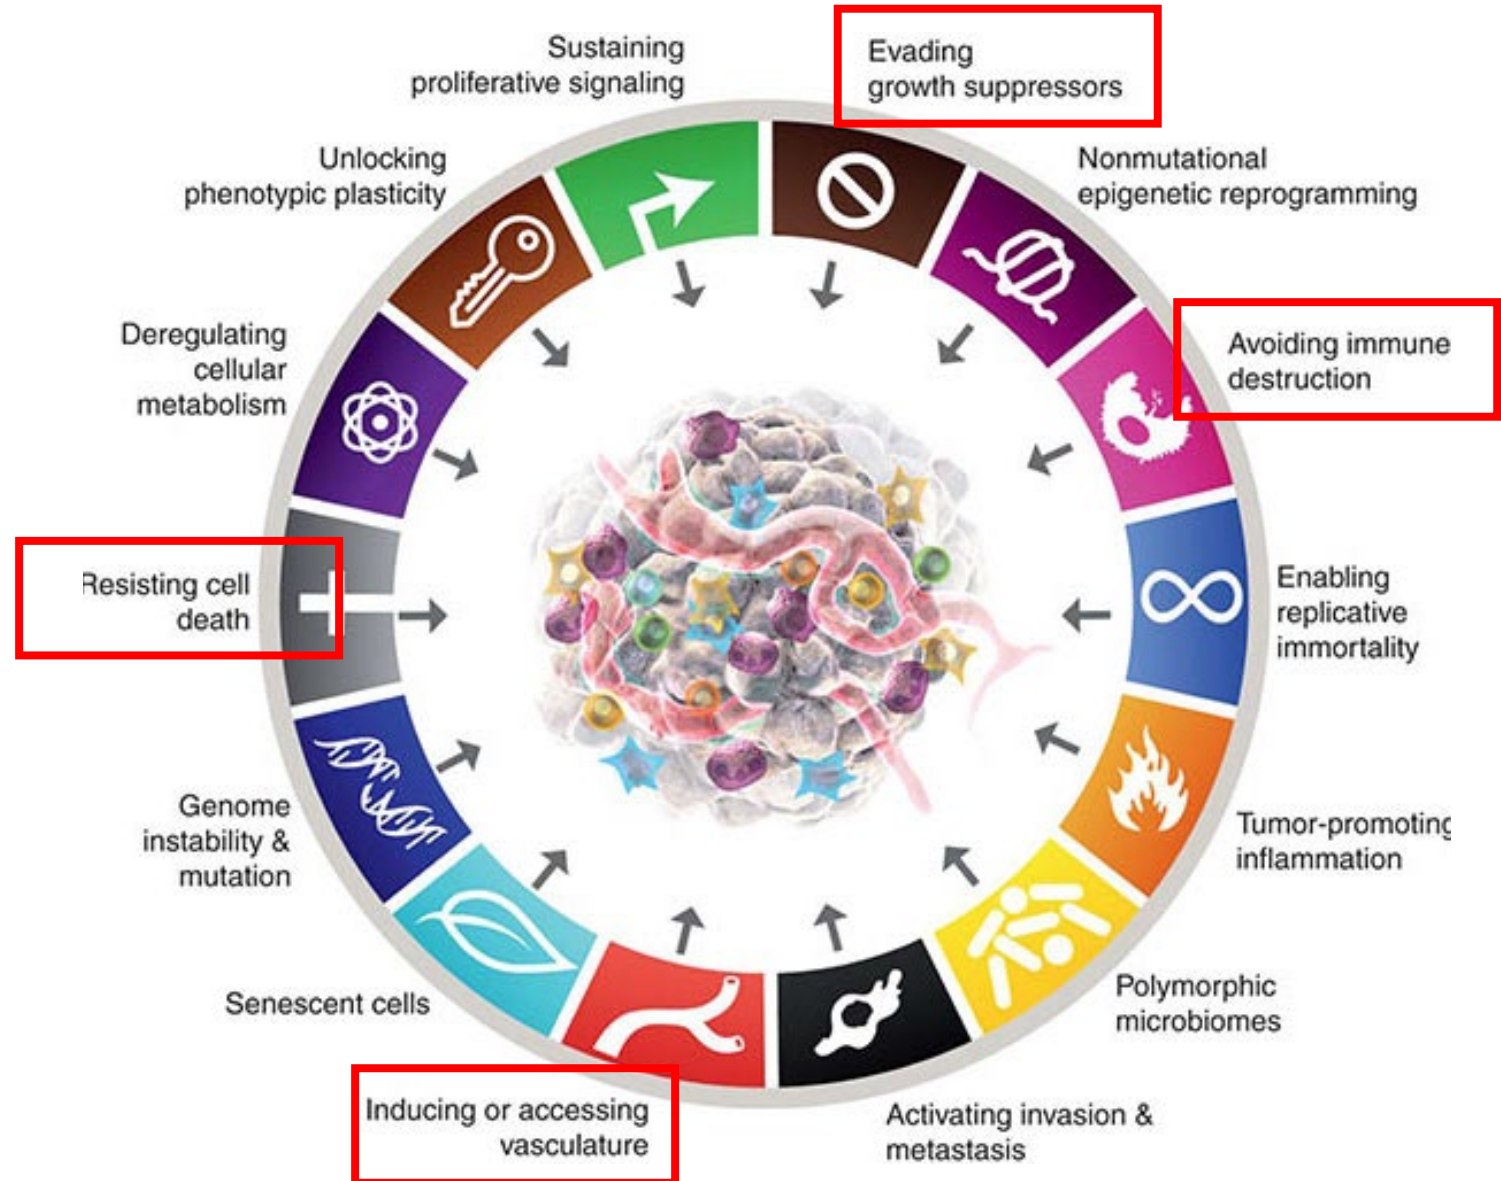 Sustaining
proliferative signaling
Evading
growth suppressors
Unlocking
phenotypic plasticity
Nonmutational
epigenetic reprogramming
Deregulating
cellular
metabolism
Avoiding immune
destruction
Resisting cell
death
Enabling
replicative
immortality
Genome
instability &
mutation
Tumor-promoting
inflammation
Senescent cells
Polymorphic
microbiomes
Inducing or accessing
vasculature
Activating invasion &
metastasis